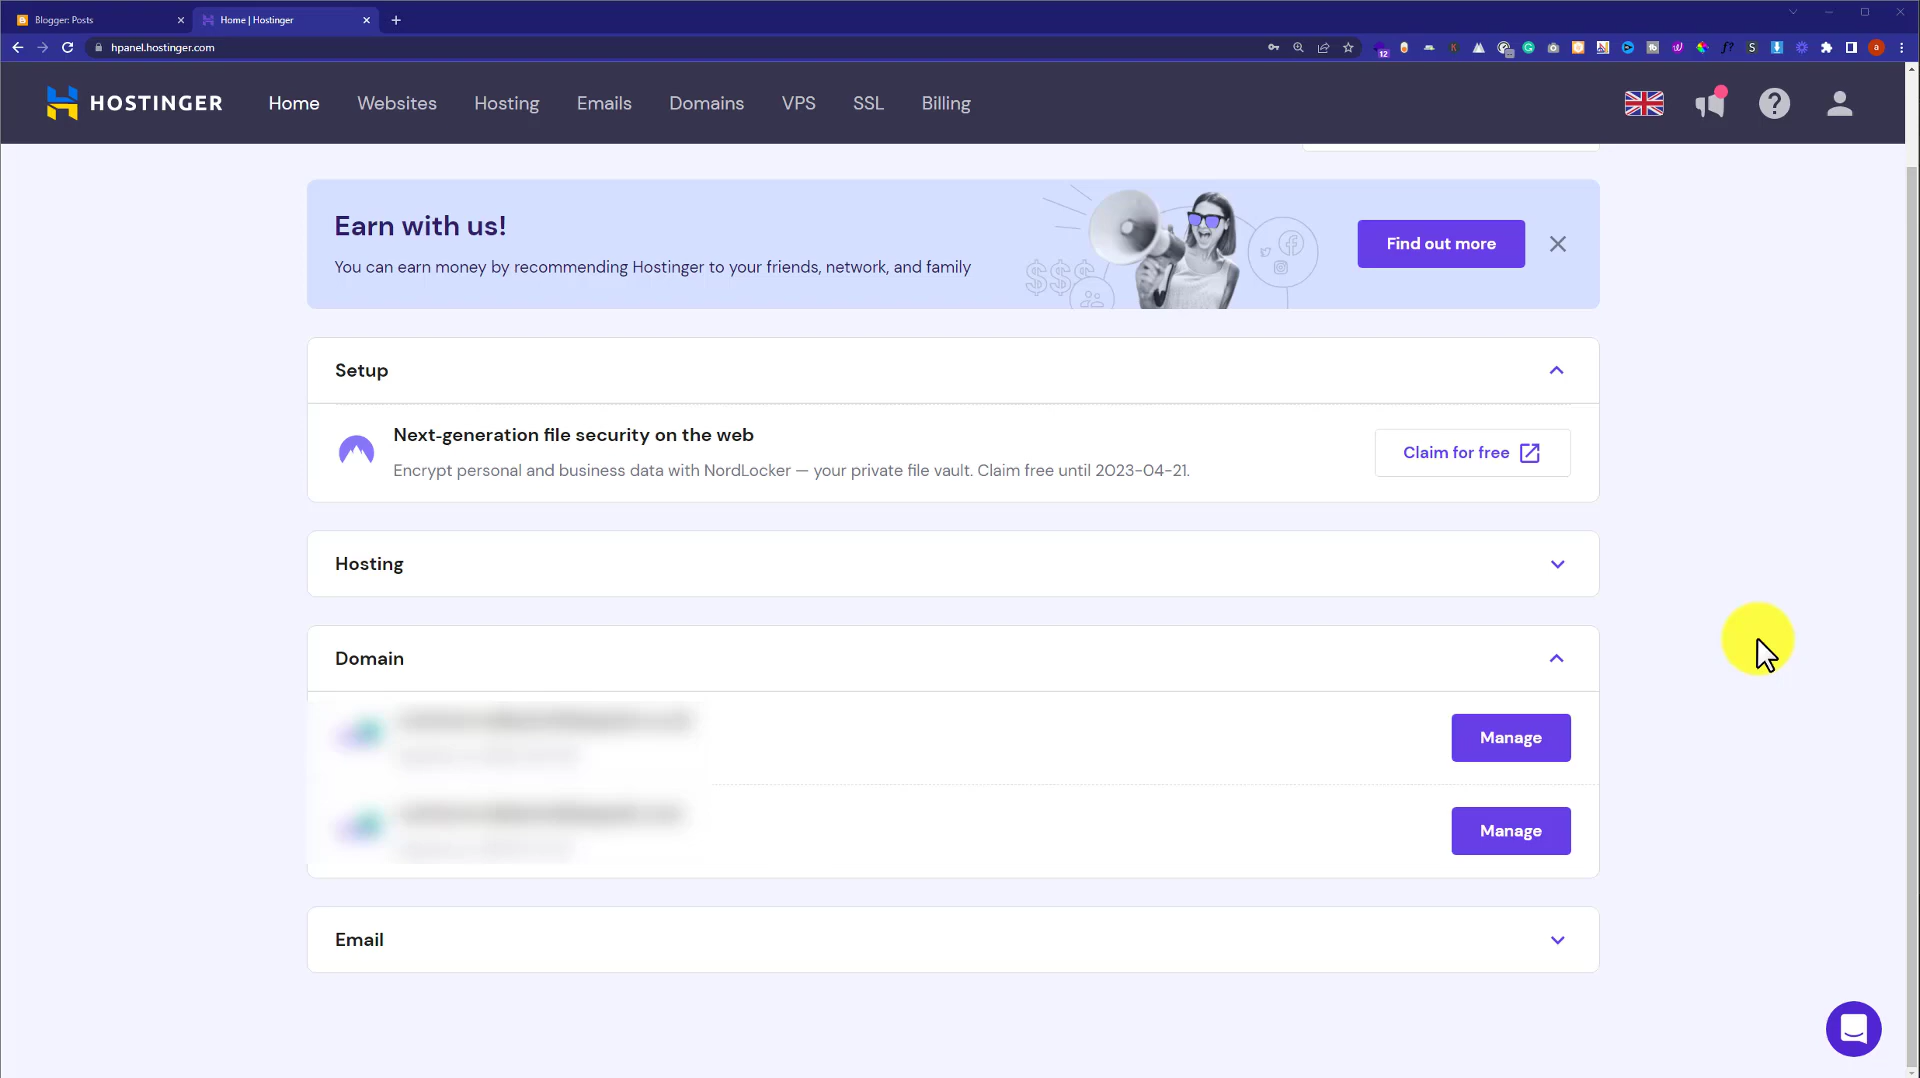 Blogger: Posts
Home | Hostinger
hpanel.hostinger.com
12
K
G
f?
S
a
HOSTINGER
Home
Websites
Hosting
Emails
Domains
VPS
SSL
Billing
?
Earn with us!
You can earn money by recommending Hostinger to your friends, network, and family
$$$
Find out more
Setup
Next-generation file security on the web
Encrypt personal and business data with NordLocker — your private file vault. Claim free until 2023-04-21.
Claim for free
Hosting
Domain
Manage
Manage
Email